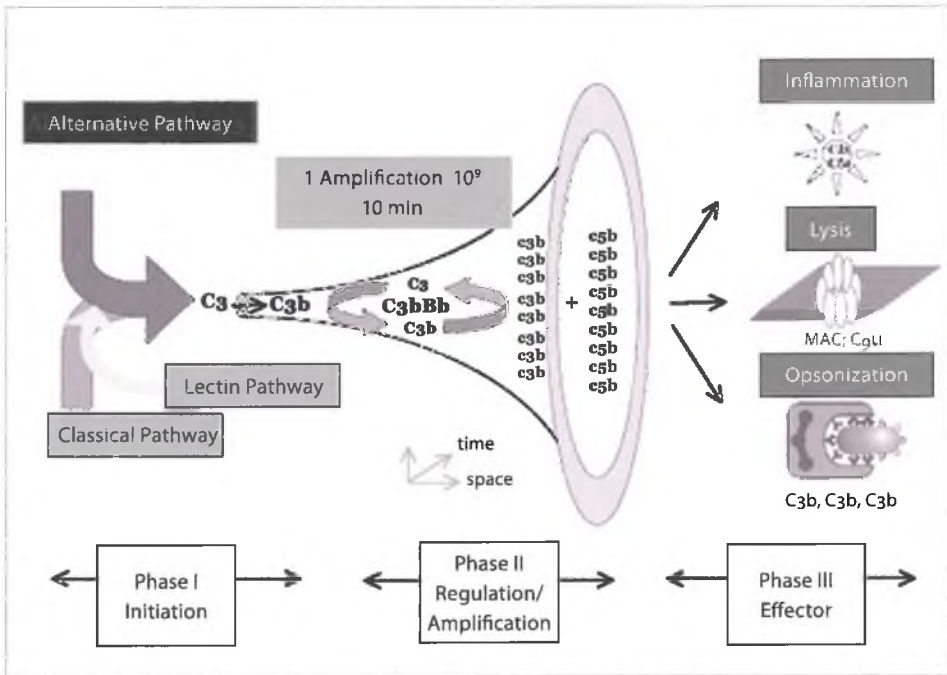 Alternative Pathway
1 Amplification 10⁹
10 min
C3
C3b
Lectin Pathway
Classical Pathway
C3
C3bBb
C3b
c3b
c3b
c3b
c3b
c3b
c3b
c3b
c3b
+
c5b
c5b
c5b
c5b
c5b
c5b
c5b
c5b
c5b
time
space
Inflammation
Lysis
MAC; C9
Opsonization
C3b, C3b, C3b
Phase I
Initiation
Phase II
Regulation/
Amplification
Phase III
Effector